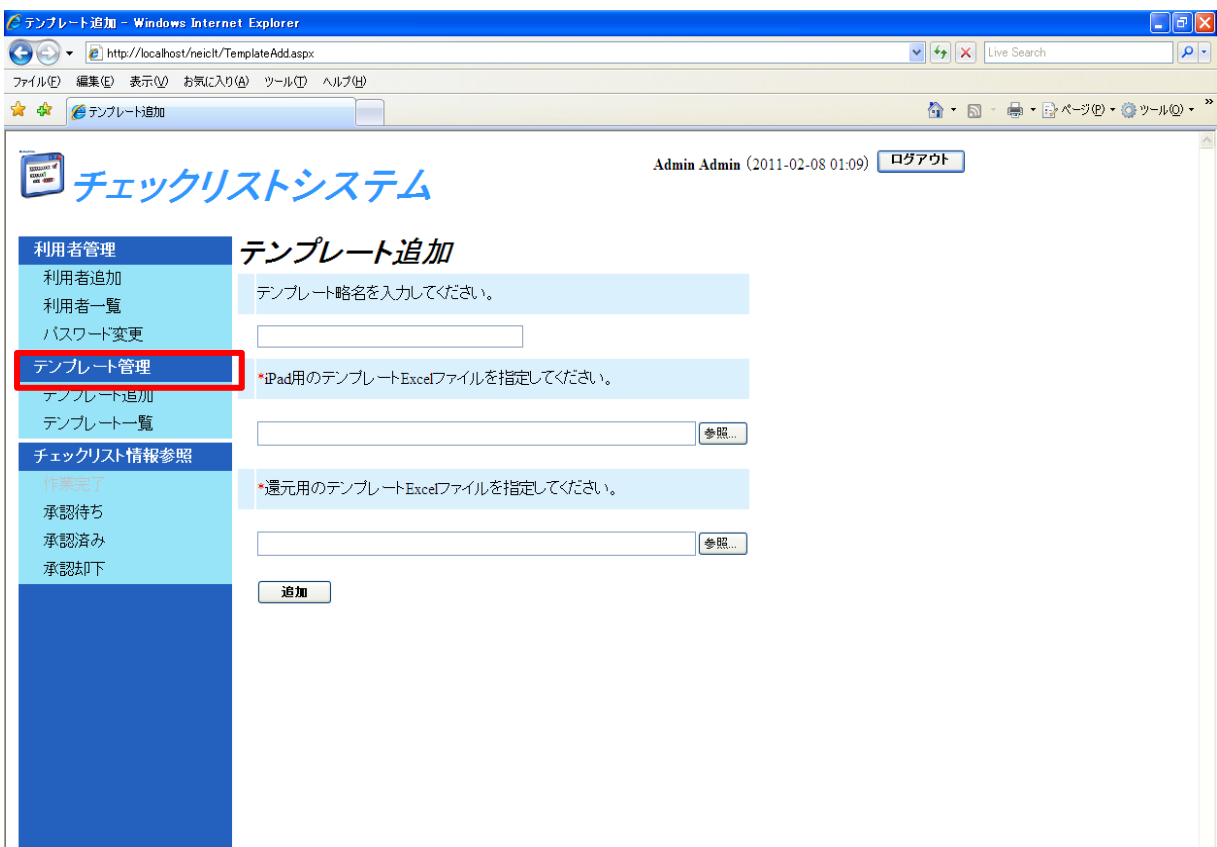 テンプレート追加 - Windows Internet Explorer
http://localhost/neiclt/TemplateAdd.aspx
Live Search
ファイル(F) 編集(E) 表示(V) お気に入り(A) ツール(T) ヘルプ(H)
テンプレート追加
ページ(P) ツール(O)
チェックリストシステム
Admin Admin (2011-02-08 01:09) ログアウト
利用者管理
利用者追加
利用者一覧
パスワード変更
テンプレート管理
テンプレート追加
テンプレート一覧
チェックリスト情報参照
作業完了
承認待ち
承認済み
承認却下
テンプレート追加
テンプレート略名を入力してください。
*iPad用のテンプレートExcelファイルを指定してください。
参照...
*還元用のテンプレートExcelファイルを指定してください。
参照...
追加